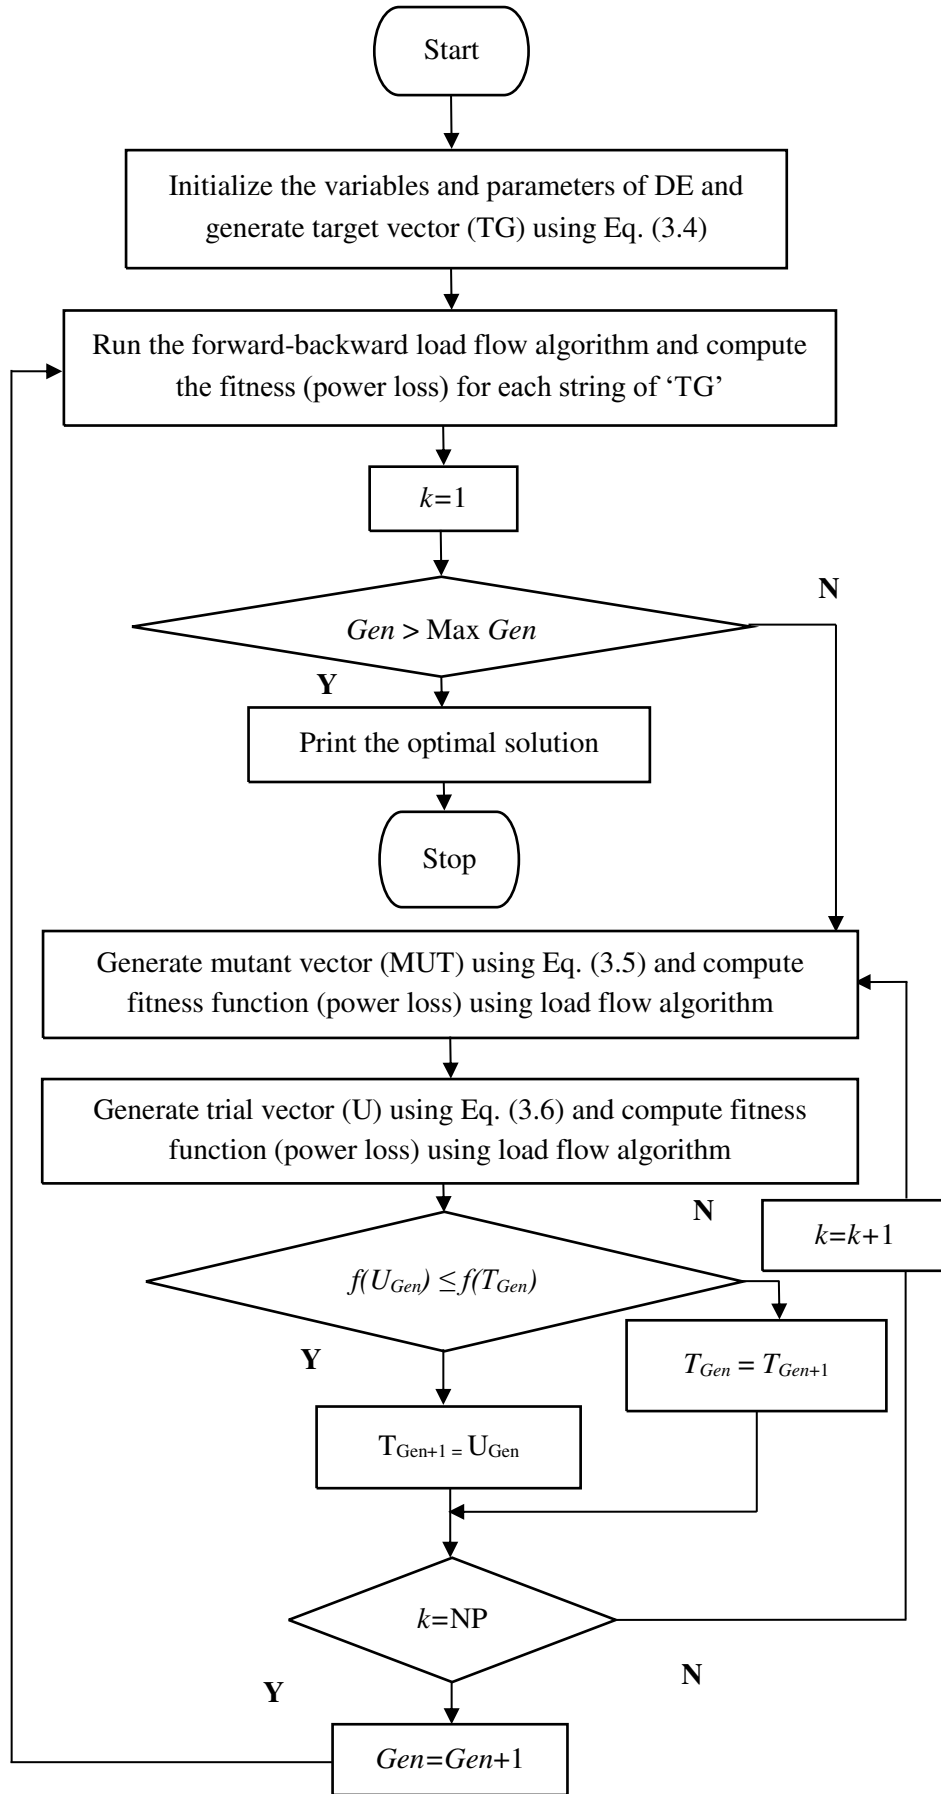 Start
Initialize the variables and parameters of DE and
generate target vector (TG) using Eq. (3.4)
Run the forward-backward load flow algorithm and compute
the fitness (power loss) for each string of ‘TG’
k=1
N
Gen > Max Gen
Y
Print the optimal solution
Stop
Generate mutant vector (MUT) using Eq. (3.5) and compute
fitness function (power loss) using load flow algorithm
Generate trial vector (U) using Eq. (3.6) and compute fitness
function (power loss) using load flow algorithm
N
k=k+1
f(U_Gen) ≤ f(T_Gen)
Y
T_Gen = T_Gen+1
T_Gen+1 = U_Gen
k=NP
N
Y
Gen=Gen+1